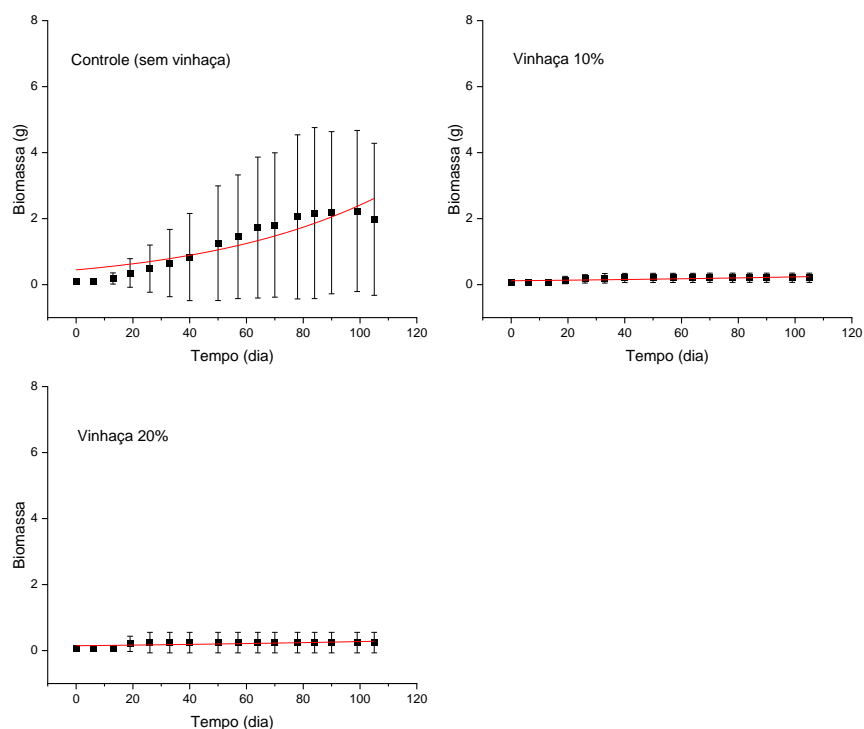 Controle (sem vinhaça)
Biomassa (g)
8
6
4
2
0
0 20 40 60 80 100 120
Tempo (dia)
Vinhaça 10%
Biomassa (g)
8
6
4
2
0
0 20 40 60 80 100 120
Tempo (dia)
Vinhaça 20%
Biomassa
8
6
4
2
0
0 20 40 60 80 100 120
Tempo (dia)